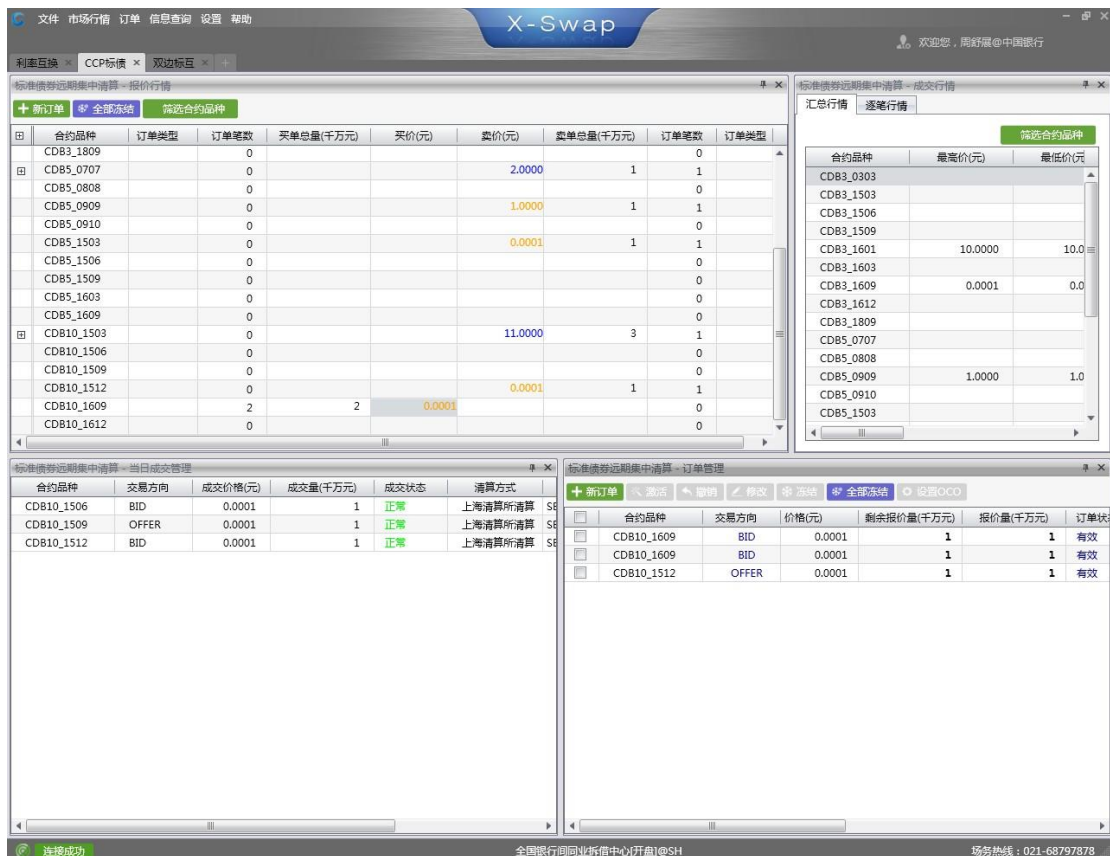 文件 市场行情 订单 信息查询 设置 帮助
X-Swap
欢迎您，周舒展@中国银行
利率互换 CCP标债 双边标互
标准债券远期集中清算 - 报价行情
新订单 全部冻结 筛选合约品种
合约品种 订单类型 订单笔数 买单总量(千万元) 买价(元) 卖价(元) 卖单总量(千万元) 订单笔数 订单类型
CDB3_1809 0 0
CDB5_0707 0 2.0000 1 1
CDB5_0808 0 0
CDB5_0909 0 1.0000 1 1
CDB5_0910 0 0
CDB5_1503 0 0.0001 1 1
CDB5_1506 0 0
CDB5_1509 0 0
CDB5_1603 0 0
CDB5_1609 0 0
CDB10_1503 0 11.0000 3 1
CDB10_1506 0 0
CDB10_1509 0 0
CDB10_1512 0 0.0001 1 1
CDB10_1609 2 2 0.0001 0
CDB10_1612 0 0
标准债券远期集中清算 - 成交行情
汇总行情 逐笔行情
筛选合约品种
合约品种 最高价(元) 最低价(元
CDB3_0303
CDB3_1503
CDB3_1506
CDB3_1509
CDB3_1601 10.0000 10.0
CDB3_1603
CDB3_1609 0.0001 0.0
CDB3_1612
CDB3_1809
CDB5_0707
CDB5_0808
CDB5_0909 1.0000 1.0
CDB5_0910
CDB5_1503
标准债券远期集中清算 - 当日成交管理
合约品种 交易方向 成交价格(元) 成交量(千万元) 成交状态 清算方式
CDB10_1506 BID 0.0001 1 正常 上海清算所清算 SE
CDB10_1509 OFFER 0.0001 1 正常 上海清算所清算 SE
CDB10_1512 BID 0.0001 1 正常 上海清算所清算 SE
标准债券远期集中清算 - 订单管理
新订单 激活 撤销 修改 冻结 全部冻结 设置OCO
合约品种 交易方向 价格(元) 剩余报价量(千万元) 报价量(千万元) 订单状
CDB10_1609 BID 0.0001 1 1 有效
CDB10_1609 BID 0.0001 1 1 有效
CDB10_1512 OFFER 0.0001 1 1 有效
连接成功 全国银行间同业拆借中心[开盘]@SH 场务热线：021-68797878